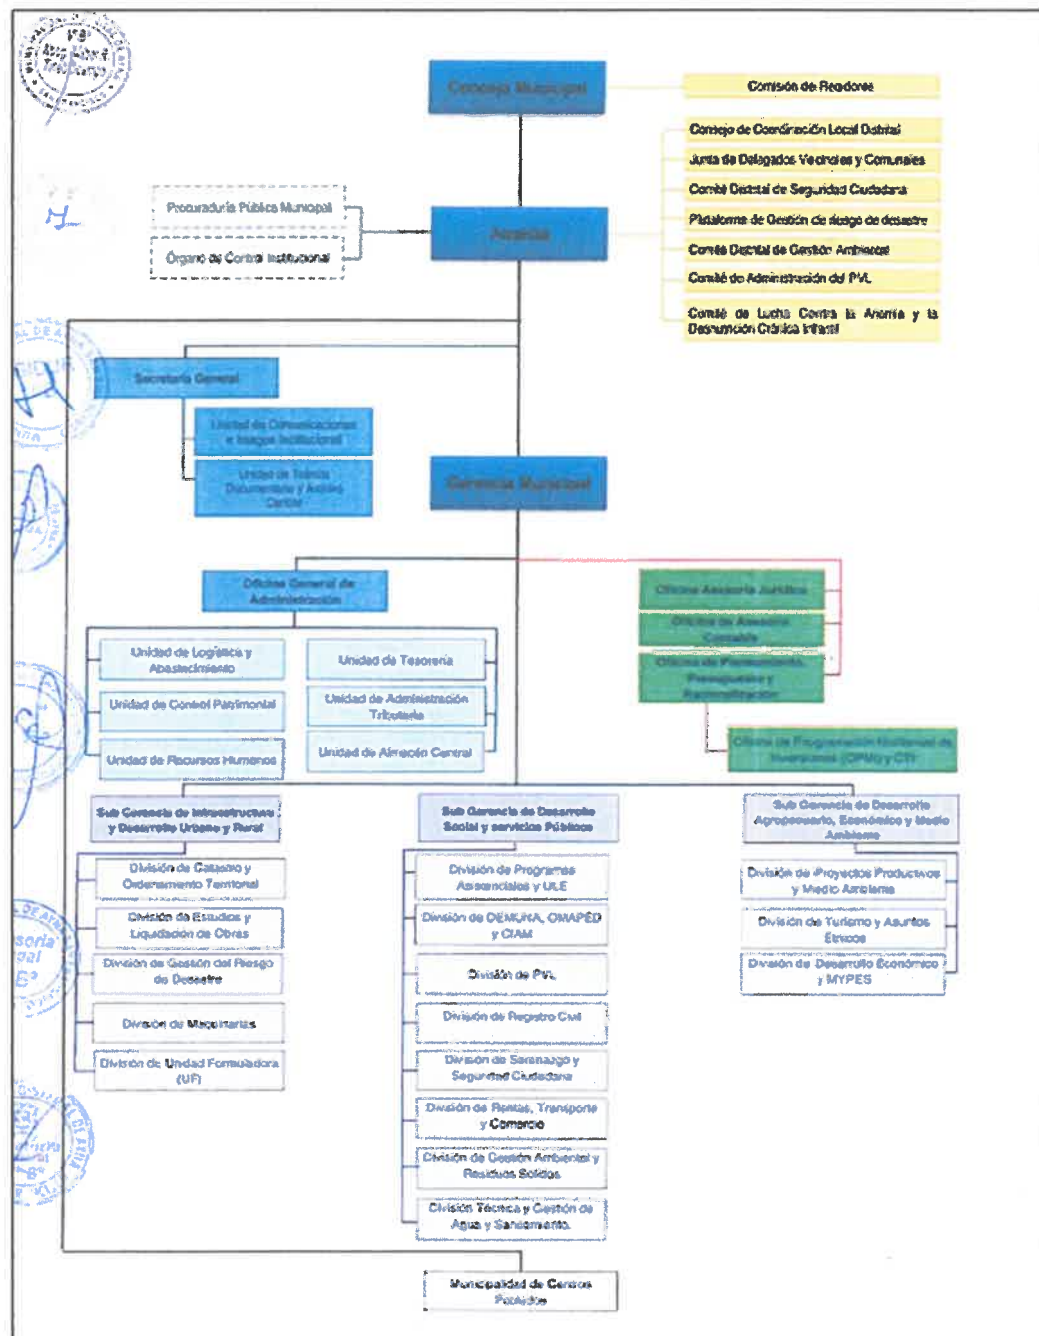 Concejo Municipal
Comisión de Regidores
Consejo de Coordinación Local Distrital
Junta de Delegados Vecinales y Comunales
Comité Distrital de Seguridad Ciudadana
Plataforma de Gestión de riesgo de desastre
Comité Distrital de Gestión Ambiental
Comité de Administración del PVL
Comité de Lucha Contra la Anemia y la
Desnutrición Crónica Infantil
Procuraduría Pública Municipal
Órgano de Control Institucional
Alcaldía
Secretaría General
Unidad de Comunicaciones
e Imagen Institucional
Unidad de Trámite
Documentario y Archivo
Central
Gerencia Municipal
Oficina General de
Administración
Unidad de Logística y
Abastecimiento
Unidad de Tesorería
Unidad de Control Patrimonial
Unidad de Administración
Tributaria
Unidad de Recursos Humanos
Unidad de Almacén Central
Oficina Asesoría Jurídica
Oficina de Asesoría
Contable
Oficina de Planeamiento,
Presupuesto y
Racionalización
Oficina de Programación Multianual de
Inversiones (OPMI) y CTI
Sub Gerencia de Infraestructura
y Desarrollo Urbano y Rural
División de Catastro y
Ordenamiento Territorial
División de Estudios y
Liquidación de Obras
División de Gestión del Riesgo
de Desastre
División de Maquinarias
División de Unidad Formuladora
(UF)
Sub Gerencia de Desarrollo
Social y servicios Públicos
División de Programas
Asistenciales y ULE
División de DEMUNA, OMAPED
y CIAM
División de PVL
División de Registro Civil
División de Serenazgo y
Seguridad Ciudadana
División de Rentas, Transporte
y Comercio
División de Gestión Ambiental y
Residuos Solidos
División Técnica y Gestión de
Agua y Saneamiento.
Sub Gerencia de Desarrollo
Agropecuario, Económico y Medio
Ambiente
División de Proyectos Productivos
y Medio Ambiente
División de Turismo y Asuntos
Étnicos
División de Desarrollo Económico
y MYPES
Municipalidad de Centros
Poblados